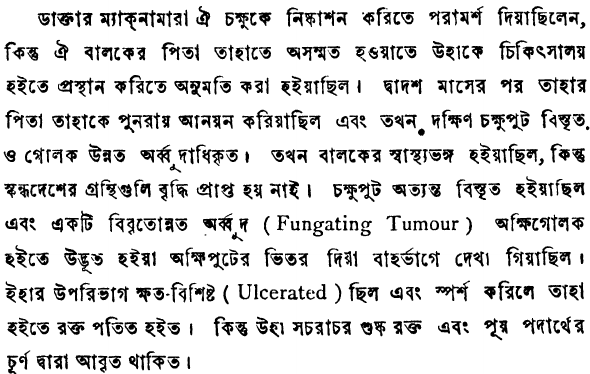 ডাক্তার ম্যাক্‌নামারা ঐ চক্ষুকে নিষ্কাশন করিতে পরামর্শ দিয়াছিলেন,
কিন্তু ঐ বালকের পিতা তাহাতে অসম্মত হওয়াতে উহাকে চিকিৎসালয়
হইতে প্রস্থান করিতে অনুমতি করা হইয়াছিল। দ্বাদশ মাসের পর তাহার
পিতা তাহাকে পুনরায় আনয়ন করিয়াছিল এবং তখন দক্ষিণ চক্ষুপুট বিস্তৃত
ও গোলক উন্নত অর্ব্বুদাধিকৃত। তখন বালকের স্বাস্থ্যভঙ্গ হইয়াছিল, কিন্তু
স্কন্ধদেশের গ্রন্থিগুলি বৃদ্ধি প্রাপ্ত হয় নাই। চক্ষুপুট অত্যন্ত বিস্তৃত হইয়াছিল
এবং একটি বিবৃতোন্নত অর্ব্বুদ ( Fungating Tumour ) অক্ষিগোলক
হইতে উদ্ভূত হইয়া অক্ষিপুটের ভিতর দিয়া বাহর্ভাগে দেখা গিয়াছিল।
ইহার উপরিভাগ ক্ষত-বিশিষ্ট ( Ulcerated ) ছিল এবং স্পর্শ করিলে তাহা
হইতে রক্ত পতিত হইত। কিন্তু উহা সচরাচর শুষ্ক রক্ত এবং পূয পদার্থের
চূর্ণ দ্বারা আবৃত থাকিত।